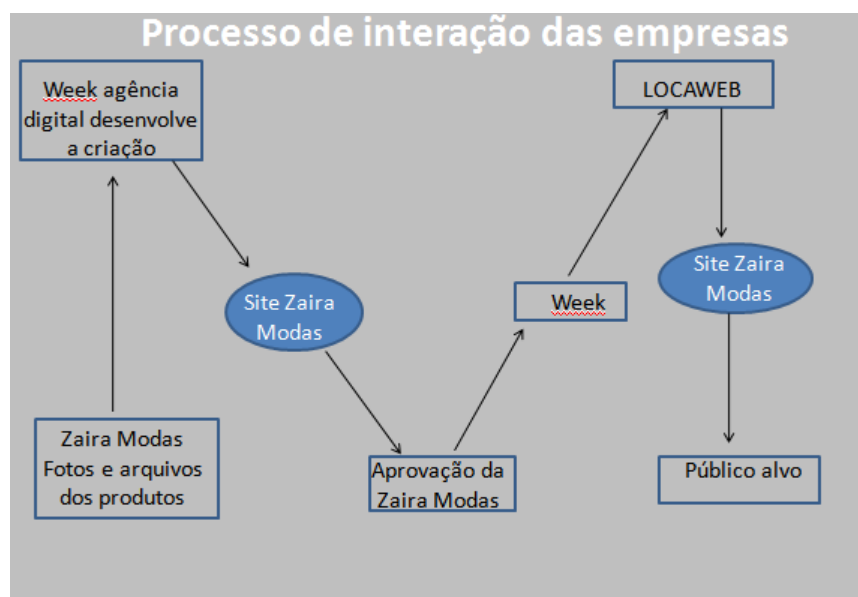 Processo de interação das empresas
Week agência
digital desenvolve
a criação
LOCAWEB
Site Zaira
Modas
Site Zaira
Modas
Week
Zaira Modas
Fotos e arquivos
dos produtos
Aprovação da
Zaira Modas
Público alvo